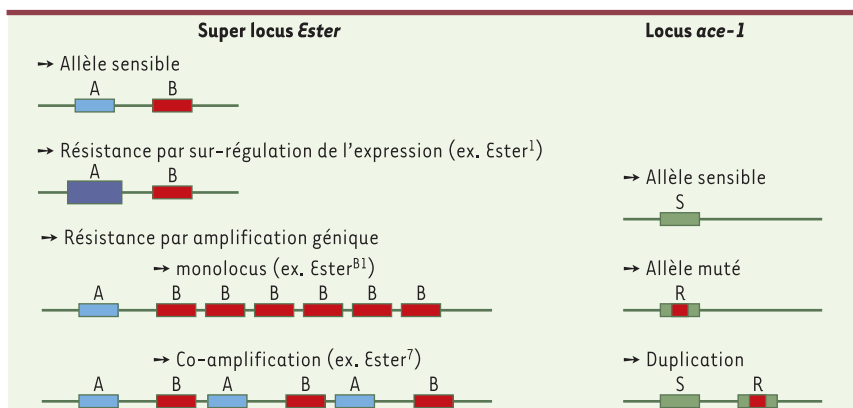 Super locus Ester
→ Allèle sensible
A B
→ Résistance par sur-régulation de l'expression (ex. Ester¹)
A B
→ Résistance par amplification génique
→ monolocus (ex. Ester^B1)
A B B B B B B
→ Co-amplification (ex. Ester⁷)
A B A B A B
Locus ace-1
→ Allèle sensible
S
→ Allèle muté
R
→ Duplication
S R